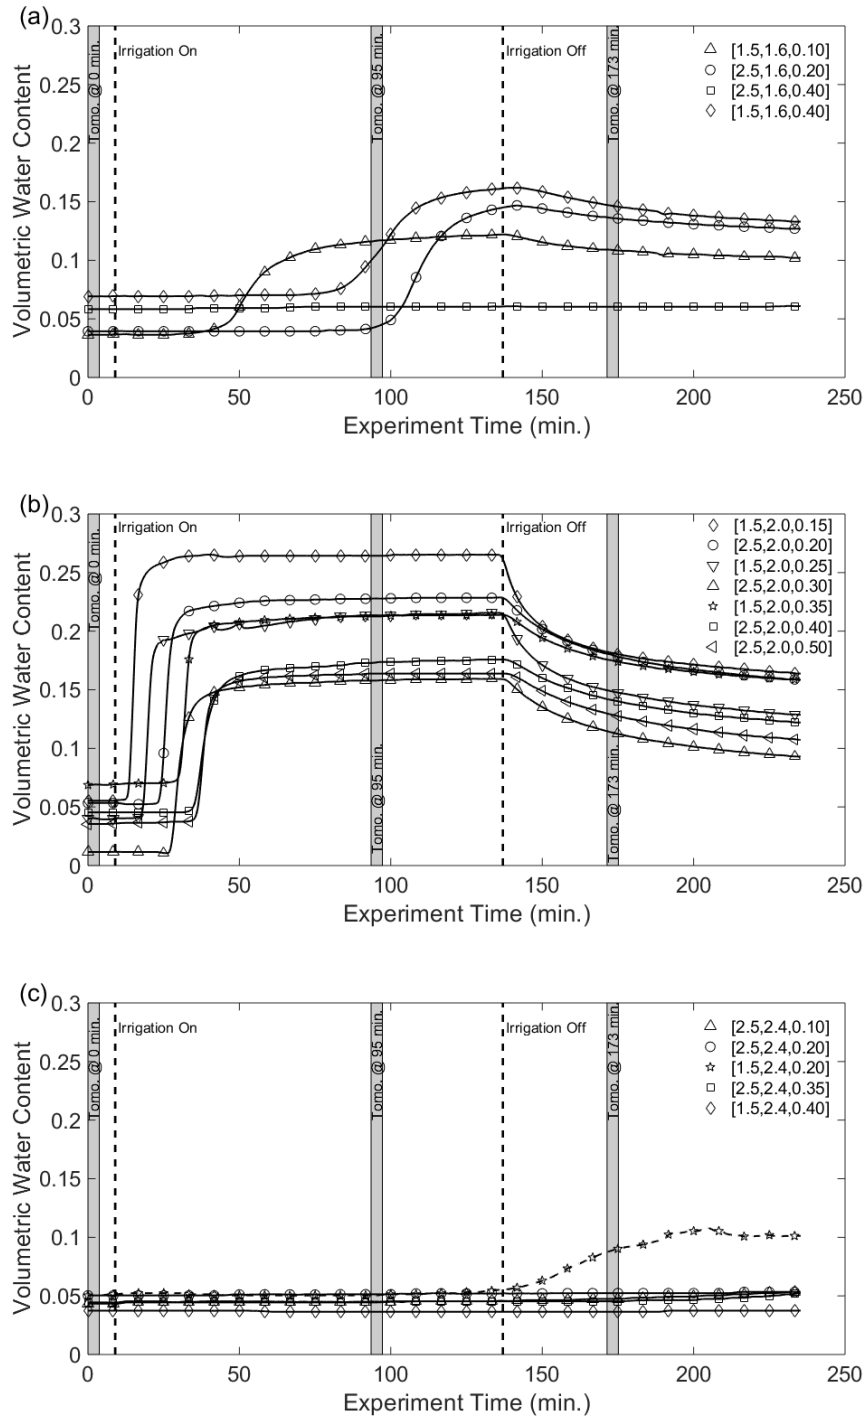 (a)
0.3
0.25
0.2
0.15
0.1
0.05
0
Volumetric Water Content
Tomo. @ 0 min.
Irrigation On
Tomo. @ 95 min.
Irrigation Off
Tomo. @ 173 min.
[1.5,1.6,0.10]
[2.5,1.6,0.20]
[2.5,1.6,0.40]
[1.5,1.6,0.40]
0 50 100 150 200 250
Experiment Time (min.)
(b)
0.3
0.25
0.2
0.15
0.1
0.05
0
Volumetric Water Content
Tomo. @ 0 min.
Irrigation On
Tomo. @ 95 min.
Irrigation Off
Tomo. @ 173 min.
[1.5,2.0,0.15]
[2.5,2.0,0.20]
[1.5,2.0,0.25]
[2.5,2.0,0.30]
[1.5,2.0,0.35]
[2.5,2.0,0.40]
[2.5,2.0,0.50]
0 50 100 150 200 250
Experiment Time (min.)
(c)
0.3
0.25
0.2
0.15
0.1
0.05
0
Volumetric Water Content
Tomo. @ 0 min.
Irrigation On
Tomo. @ 95 min.
Irrigation Off
Tomo. @ 173 min.
[2.5,2.4,0.10]
[2.5,2.4,0.20]
[1.5,2.4,0.20]
[2.5,2.4,0.35]
[1.5,2.4,0.40]
0 50 100 150 200 250
Experiment Time (min.)